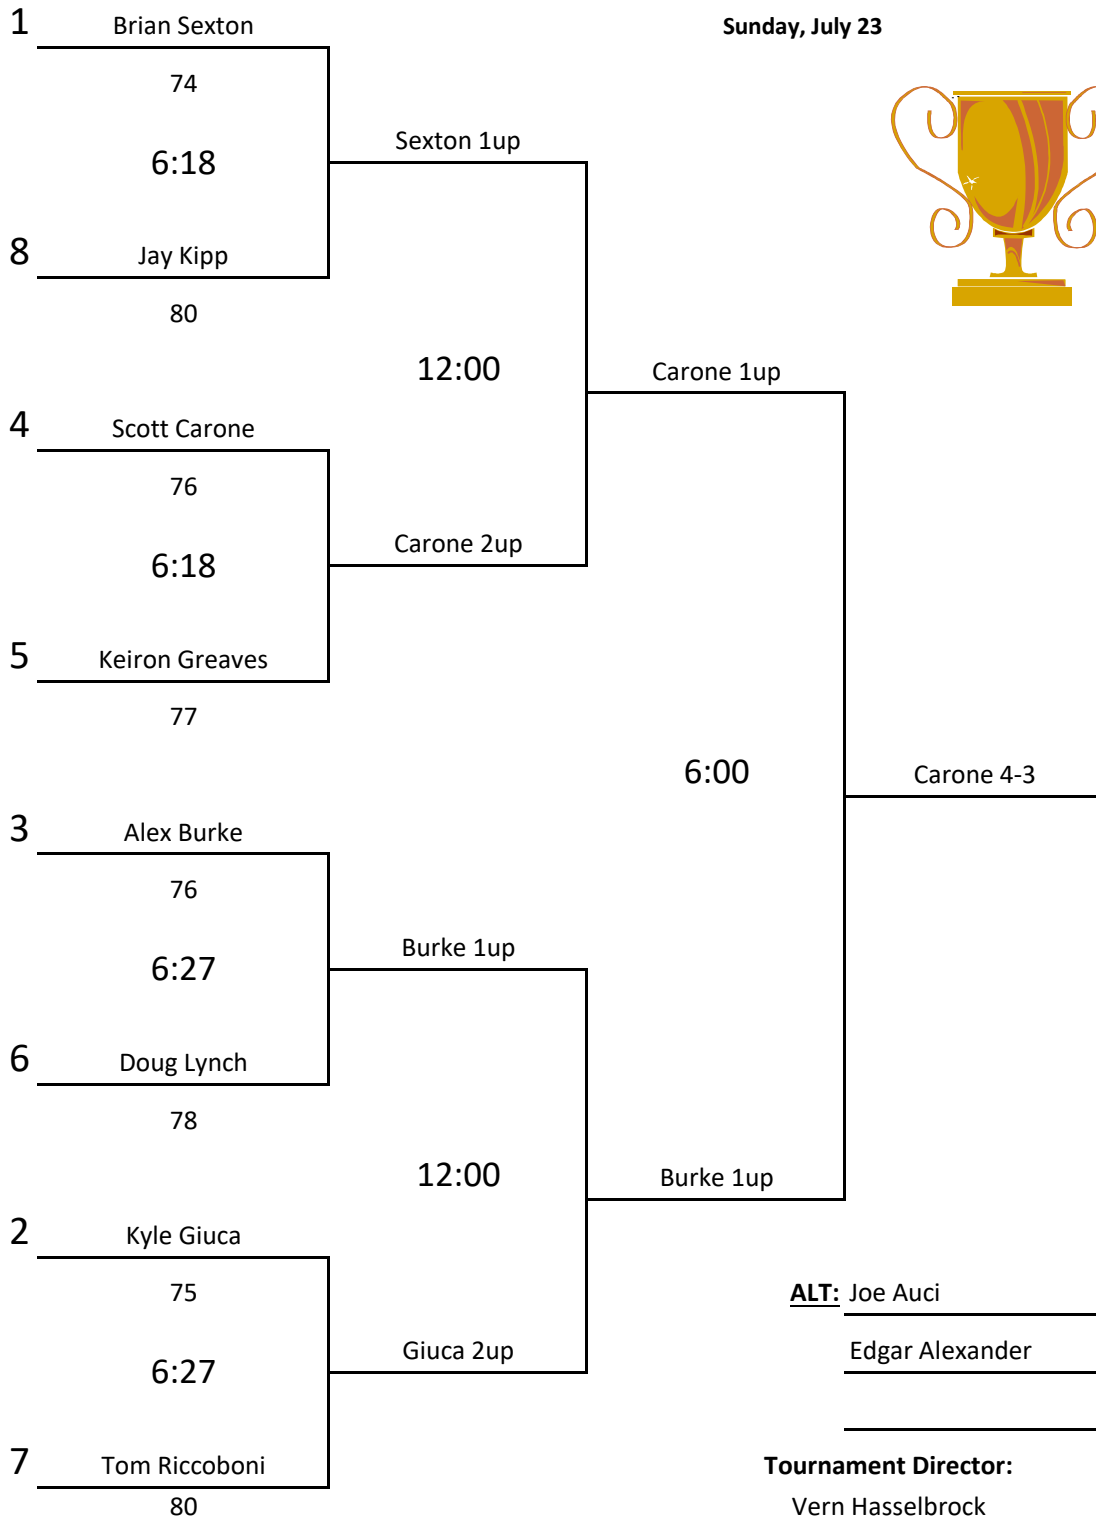 Sunday, July 23
1 Brian Sexton
74
Sexton 1up
6:18
8 Jay Kipp
80
12:00
Carone 1up
4 Scott Carone
76
Carone 2up
6:18
5 Keiron Greaves
77
6:00
Carone 4-3
3 Alex Burke
76
Burke 1up
6:27
6 Doug Lynch
78
12:00
Burke 1up
2 Kyle Giuca
75
Giuca 2up
6:27
7 Tom Riccoboni
80
ALT: Joe Auci
Edgar Alexander
Tournament Director:
Vern Hasselbrock